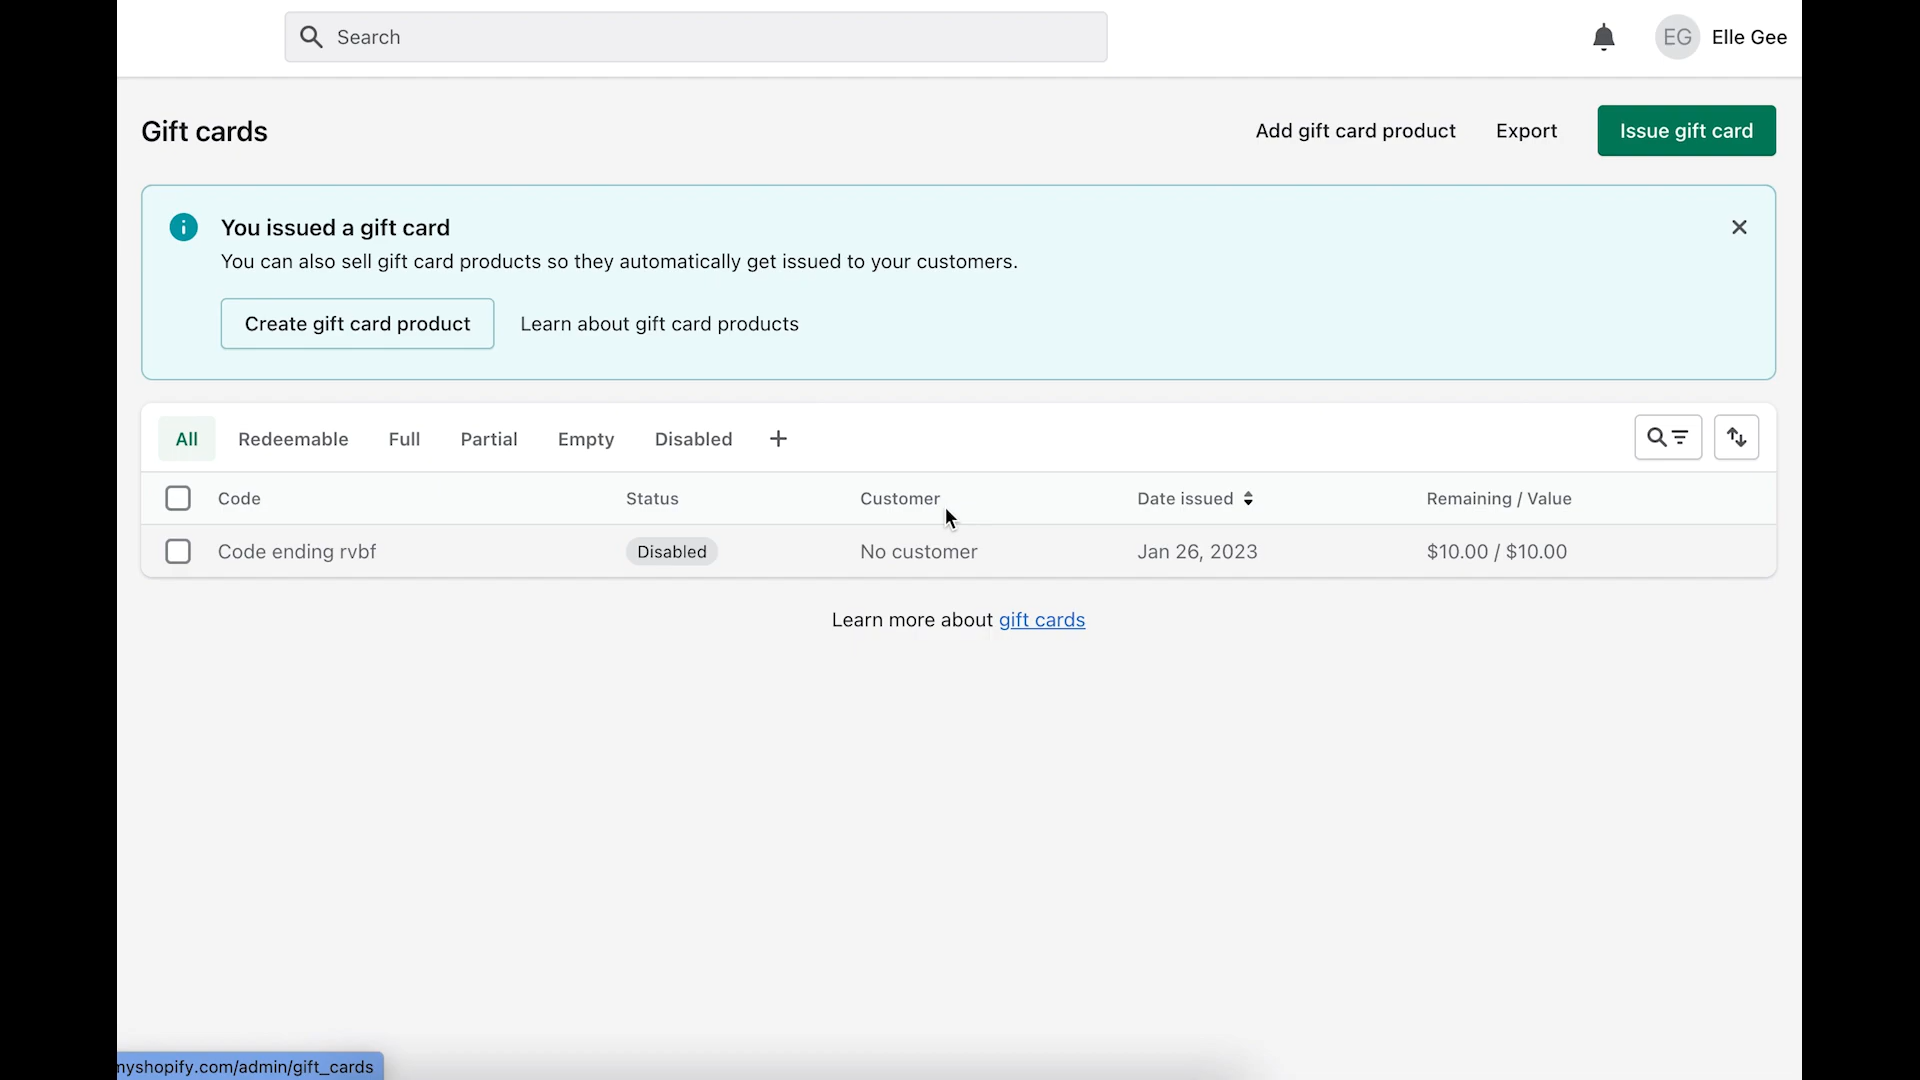 Search
EG Elle Gee
Gift cards
Add gift card product Export Issue gift card
You issued a gift card
You can also sell gift card products so they automatically get issued to your customers.
Create gift card product Learn about gift card products
All Redeemable Full Partial Empty Disabled
Code Status Customer Date issued Remaining / Value
Code ending rvbf Disabled No customer Jan 26, 2023 $10.00 / $10.00
Learn more about gift cards
myshopify.com/admin/gift_cards